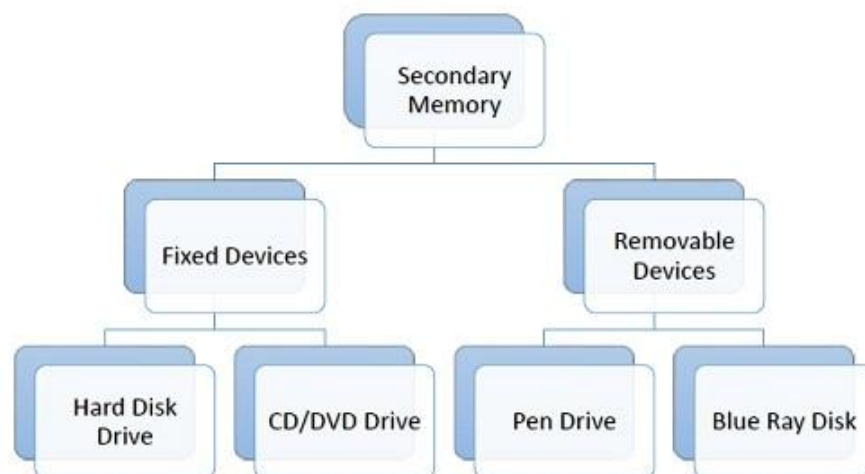 Secondary
Memory
Fixed Devices
Removable
Devices
Hard Disk
Drive
CD/DVD Drive
Pen Drive
Blue Ray Disk